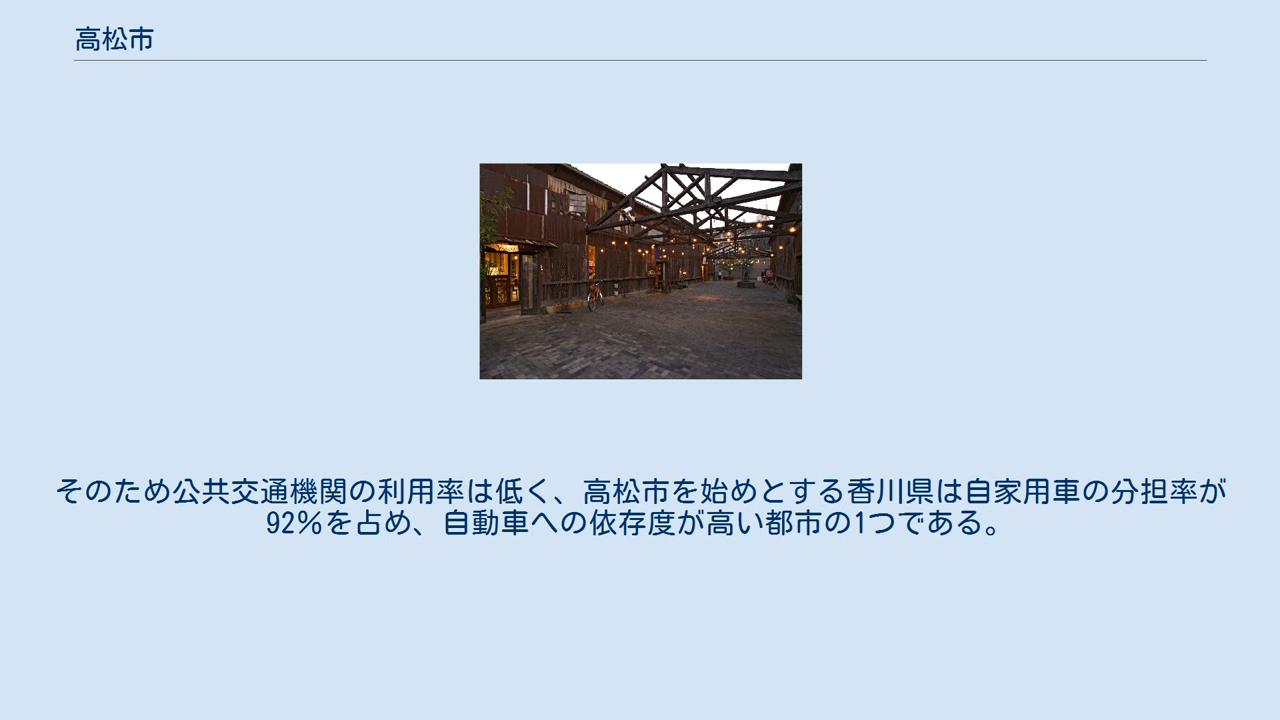 高松市
そのため公共交通機関の利用率は低く、高松市を始めとする香川県は自家用車の分担率が
92%を占め、自動車への依存度が高い都市の1つである。